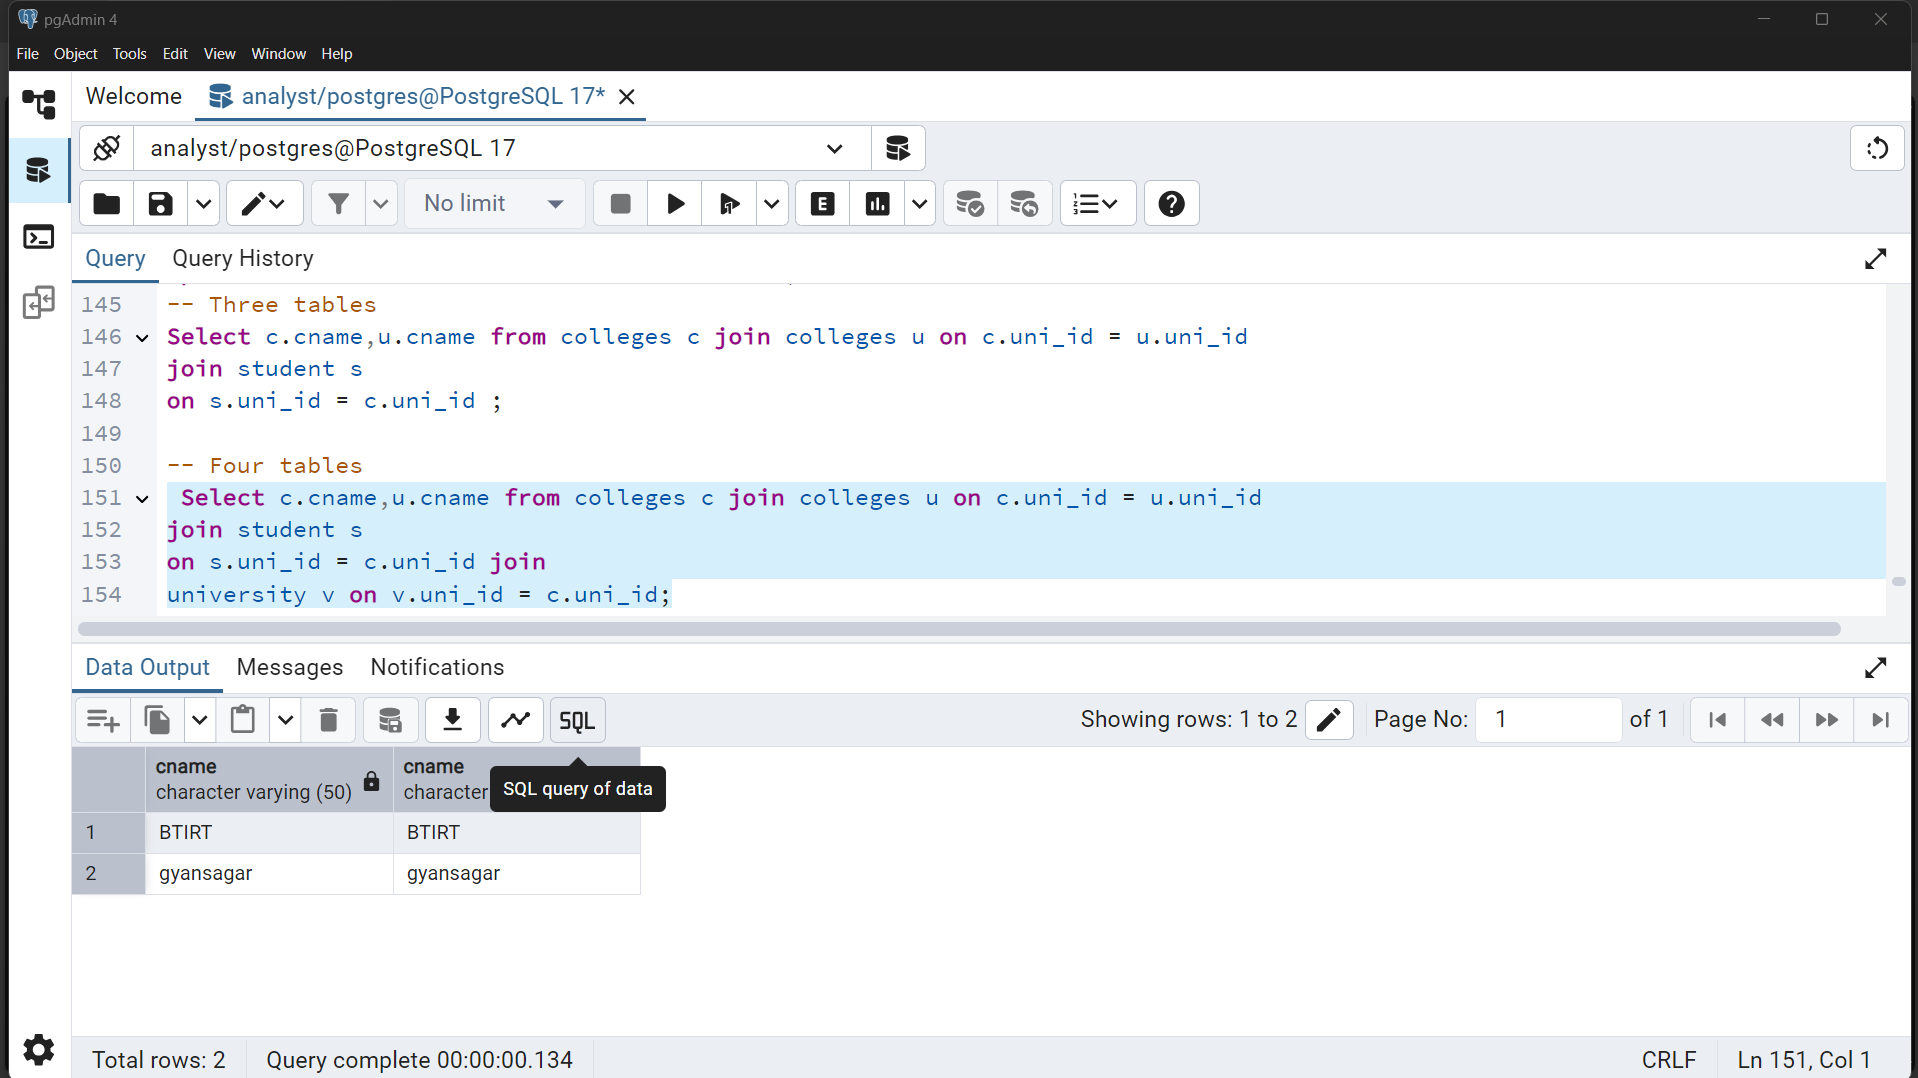 pgAdmin 4
File Object Tools Edit View Window Help
Welcome analyst/postgres@PostgreSQL 17*
analyst/postgres@PostgreSQL 17
No limit
E
Query Query History
145 -- Three tables
146 Select c.cname,u.cname from colleges c join colleges u on c.uni_id = u.uni_id
147 join student s
148 on s.uni_id = c.uni_id ;
149
150 -- Four tables
151 Select c.cname,u.cname from colleges c join colleges u on c.uni_id = u.uni_id
152 join student s
153 on s.uni_id = c.uni_id join
154 university v on v.uni_id = c.uni_id;
Data Output Messages Notifications
SQL Showing rows: 1 to 2 Page No: 1 of 1
cname cname
character varying (50) character
SQL query of data
1 BTIRT BTIRT
2 gyansagar gyansagar
Total rows: 2 Query complete 00:00:00.134 CRLF Ln 151, Col 1